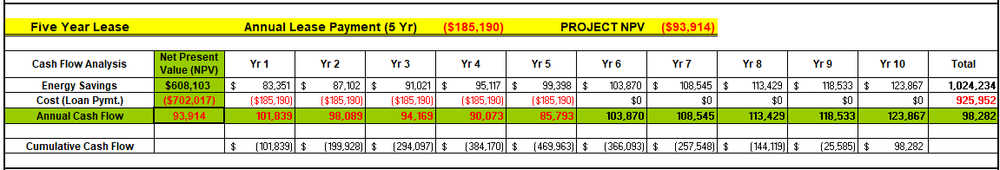 Five Year Lease Annual Lease Payment (5 Yr) ($185,190) PROJECT NPV ($93,914)
Cash Flow Analysis Net Present Value (NPV) Yr 1 Yr 2 Yr 3 Yr 4 Yr 5 Yr 6 Yr 7 Yr 8 Yr 9 Yr 10 Total
Energy Savings $608,103 $ 83,351 $ 87,102 $ 91,021 $ 95,117 $ 99,398 $ 103,870 $ 108,545 $ 113,429 $ 118,533 $ 123,867 1,024,234
Cost (Loan Pymt.) ($702,017) ($185,190) ($185,190) ($185,190) ($185,190) ($185,190) $0 $0 $0 $0 $0 925,952
Annual Cash Flow 93,914 101,839 98,089 94,169 90,073 85,793 103,870 108,545 113,429 118,533 123,867 98,282
Cumulative Cash Flow $ (101,839) $ (199,928) $ (294,097) $ (384,170) $ (469,963) $ (366,093) $ (257,548) $ (144,119) $ (25,585) $ 98,282